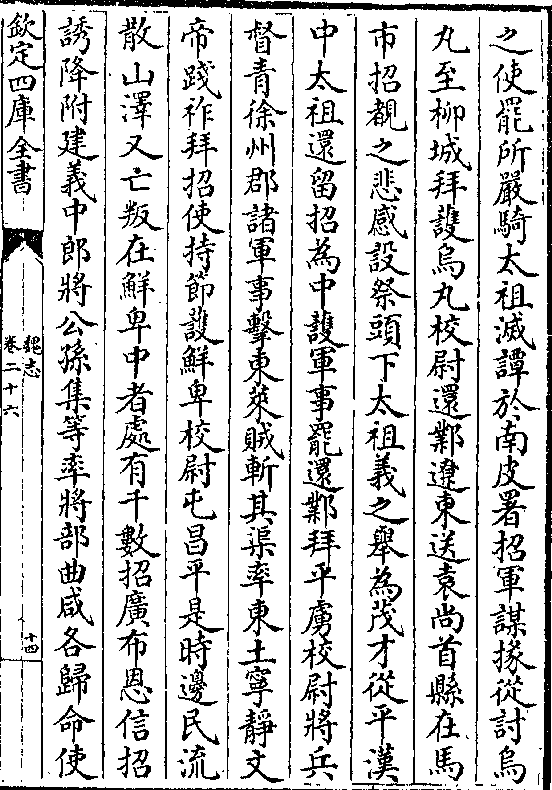 之使罷所嚴騎太祖滅譚於南皮署招軍謀掾從討烏
丸至柳城拜護烏丸校尉還鄴遼東送袁尚首縣在馬
市招覩之悲感設祭頭下太祖義之舉為茂才從平漢
中太祖還留招為中護軍事罷還鄴拜平虜校尉將兵
督青徐州郡諸軍事擊東萊賊斬其渠率東土寧靜文
帝踐祚拜招使持節護鮮卑校尉屯昌平是時邊民流
散山澤又亡叛在鮮卑中者處有千數招廣布恩信招
誘降附建義中郎將公孫集等率將部曲咸各歸命使
欽定四庫全書
魏志
卷二十六
十四